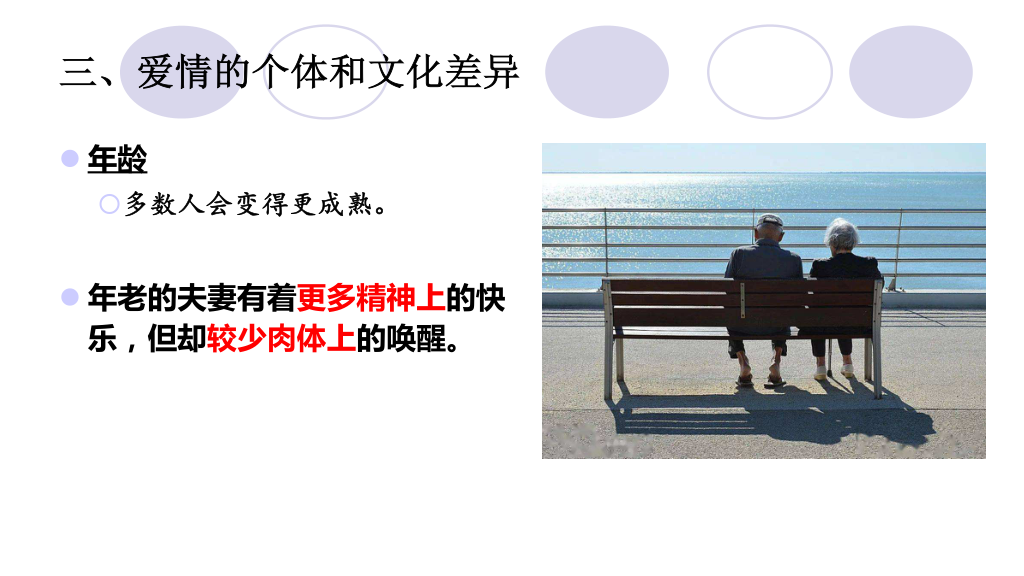 三、爱情的个体和文化差异
年龄
多数人会变得更成熟。
年老的夫妻有着更多精神上的快
乐，但却较少肉体上的唤醒。